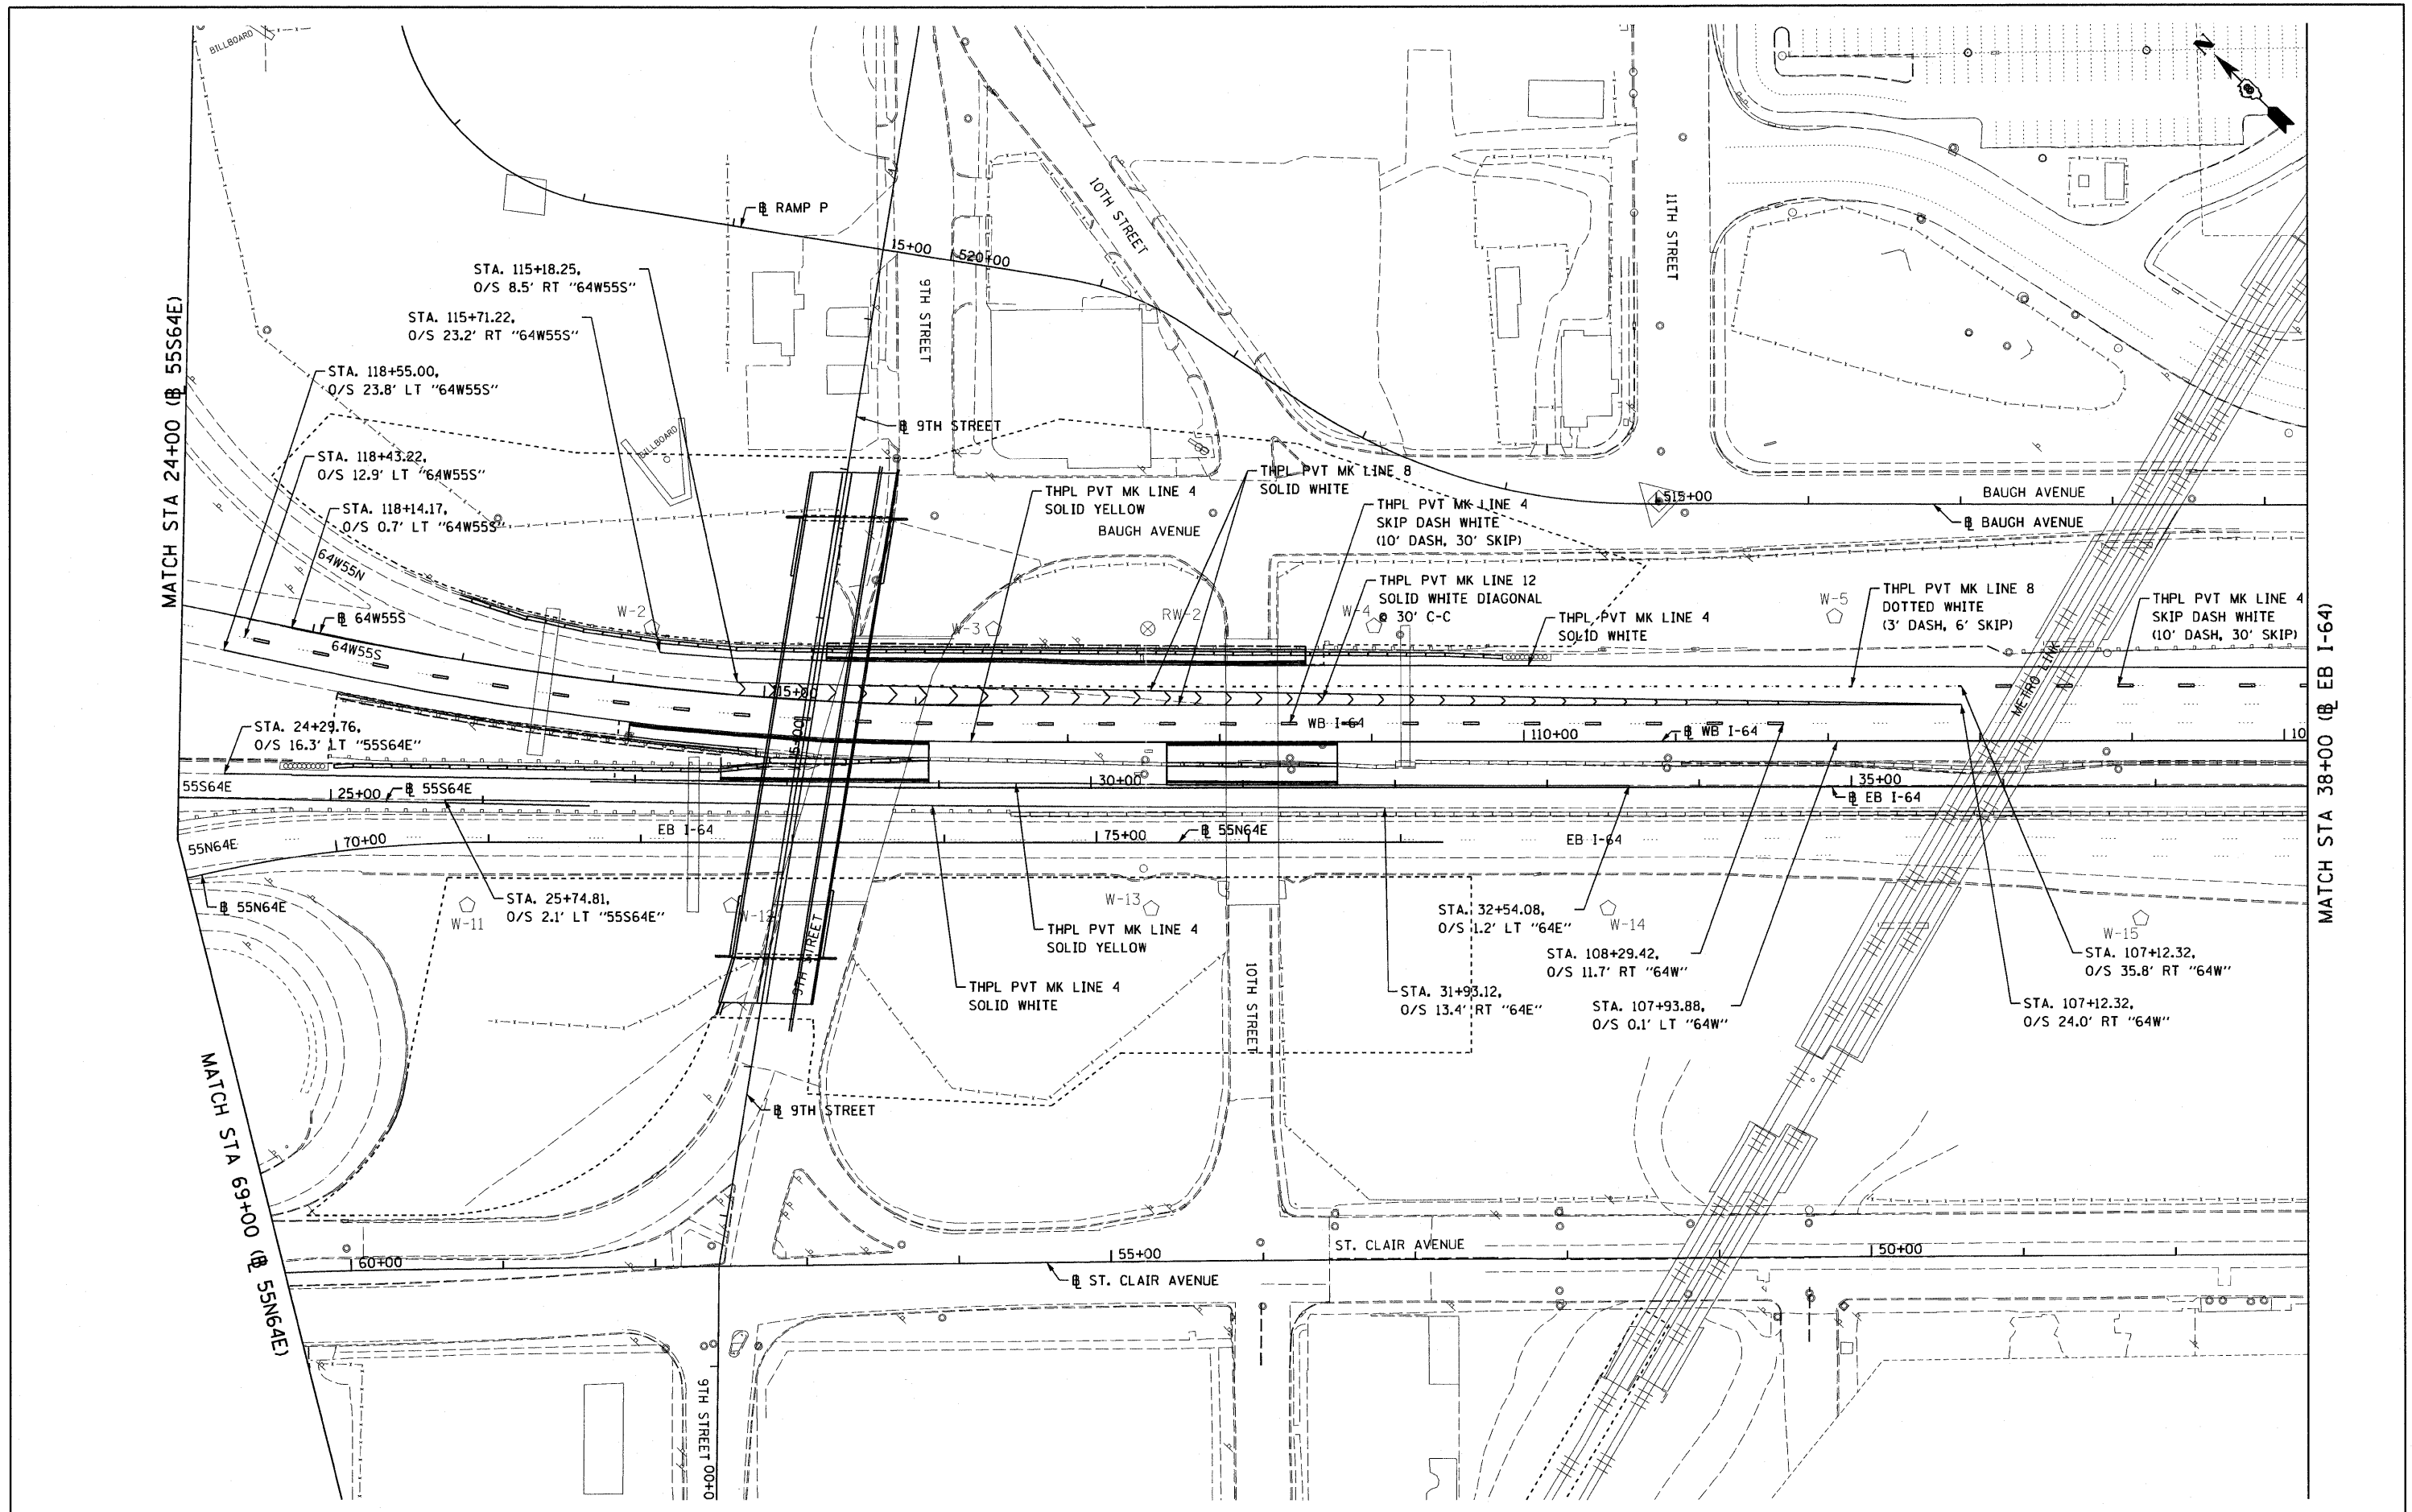 BILLBOARD
N
10TH STREET
11TH STREET
℄ RAMP P
15+00
520+00
9TH STREET
STA. 115+18.25,
O/S 8.5' RT "64W55S"
STA. 115+71.22,
O/S 23.2' RT "64W55S"
MATCH STA 24+00 (℄ 55S64E)
STA. 118+55.00,
O/S 23.8' LT "64W55S"
℄ 9TH STREET
BILLBOARD
STA. 118+43.22,
O/S 12.9' LT "64W55S"
STA. 118+14.17,
O/S 0.7' LT "64W55S"
THPL PVT MK LINE 8
SOLID WHITE
THPL PVT MK LINE 4
SOLID YELLOW
BAUGH AVENUE
THPL PVT MK LINE 4
SKIP DASH WHITE
(10' DASH, 30' SKIP)
515+00
BAUGH AVENUE
℄ BAUGH AVENUE
64W55N
℄ 64W55S
64W55S
W-2
W-3
RW-2
W-4
THPL PVT MK LINE 12
SOLID WHITE DIAGONAL
@ 30' C-C
THPL PVT MK LINE 4
SOLID WHITE
W-5
THPL PVT MK LINE 8
DOTTED WHITE
(3' DASH, 6' SKIP)
THPL PVT MK LINE 4
SKIP DASH WHITE
(10' DASH, 30' SKIP)
METRO LINK
MATCH STA 38+00 (℄ EB I-64)
115+00
15+00
WB I-64
110+00
℄ WB I-64
10
STA. 24+29.76,
O/S 16.3' LT "55S64E"
55S64E
25+00
℄ 55S64E
30+00
35+00
℄ EB I-64
55N64E
70+00
EB I-64
75+00
℄ 55N64E
EB I-64
℄ 55N64E
W-11
STA. 25+74.81,
O/S 2.1' LT "55S64E"
W-12
9TH STREET
W-13
THPL PVT MK LINE 4
SOLID YELLOW
THPL PVT MK LINE 4
SOLID WHITE
10TH STREET
STA. 31+93.12,
O/S 13.4' RT "64E"
STA. 32+54.08,
O/S 1.2' LT "64E"
W-14
STA. 108+29.42,
O/S 11.7' RT "64W"
STA. 107+93.88,
O/S 0.1' LT "64W"
W-15
STA. 107+12.32,
O/S 35.8' RT "64W"
STA. 107+12.32,
O/S 24.0' RT "64W"
℄ 9TH STREET
MATCH STA 69+00 (℄ 55N64E)
60+00
55+00
ST. CLAIR AVENUE
50+00
℄ ST. CLAIR AVENUE
9TH STREET 00+0